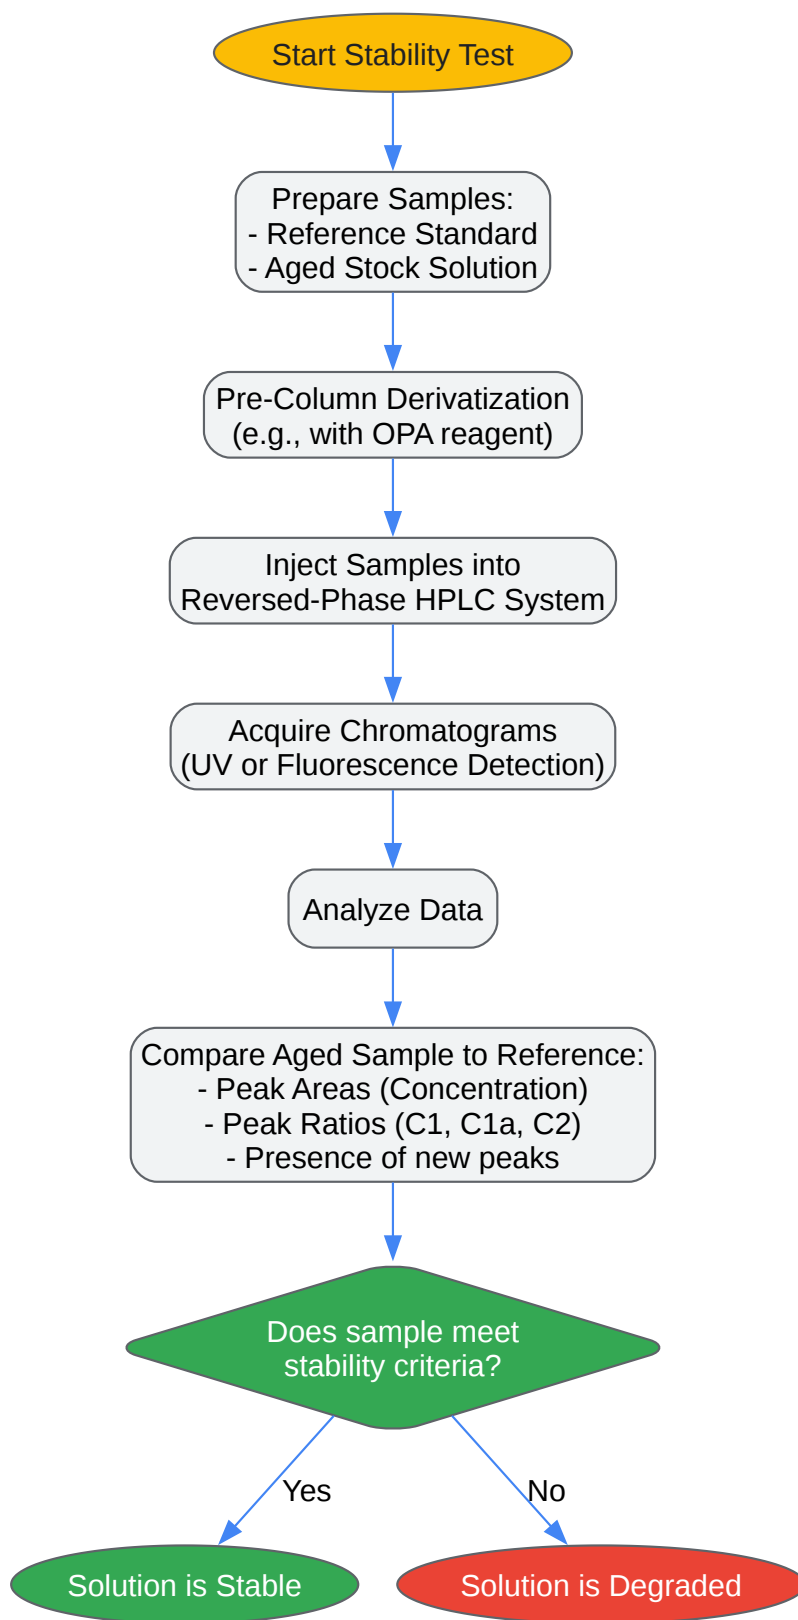 Start Stability Test
Prepare Samples:
- Reference Standard
- Aged Stock Solution
Pre-Column Derivatization
(e.g., with OPA reagent)
Inject Samples into
Reversed-Phase HPLC System
Acquire Chromatograms
(UV or Fluorescence Detection)
Analyze Data
Compare Aged Sample to Reference:
- Peak Areas (Concentration)
- Peak Ratios (C1, C1a, C2)
- Presence of new peaks
Does sample meet
stability criteria?
Yes
No
Solution is Stable
Solution is Degraded